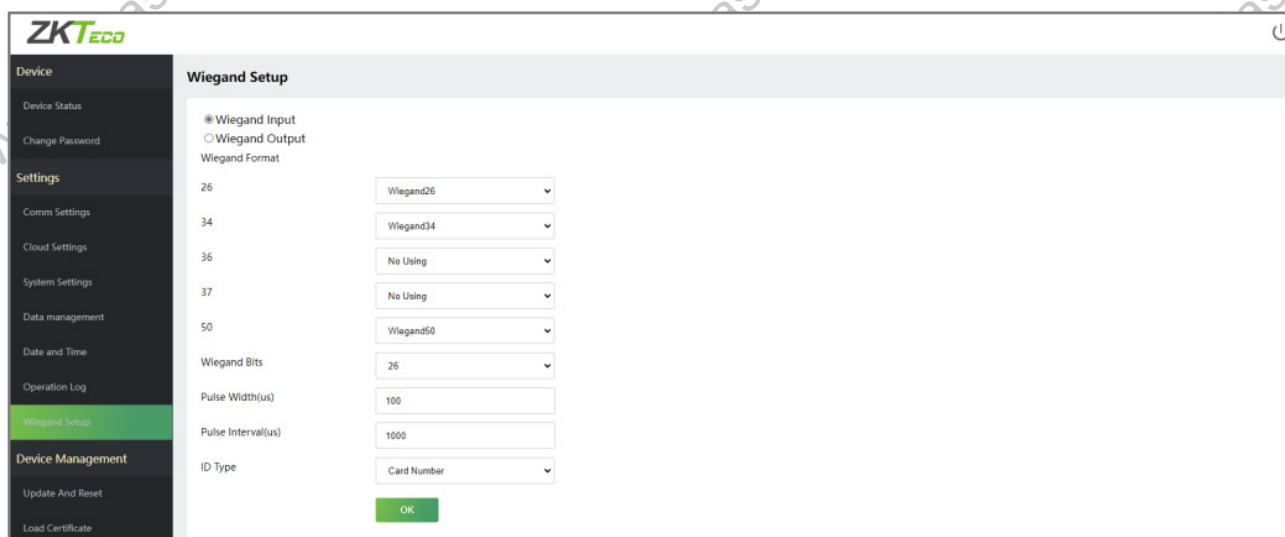 ZKTECO
Device
Device Status
Change Password
Settings
Comm Settings
Cloud Settings
System Settings
Data management
Date and Time
Operation Log
Wiegand Setup
Device Management
Update And Reset
Load Certificate
Wiegand Setup
Wiegand Input
Wiegand Output
Wiegand Format
26 Wiegand26
34 Wiegand34
36 No Using
37 No Using
50 Wiegand50
Wiegand Bits 26
Pulse Width(us) 100
Pulse Interval(us) 1000
ID Type Card Number
OK